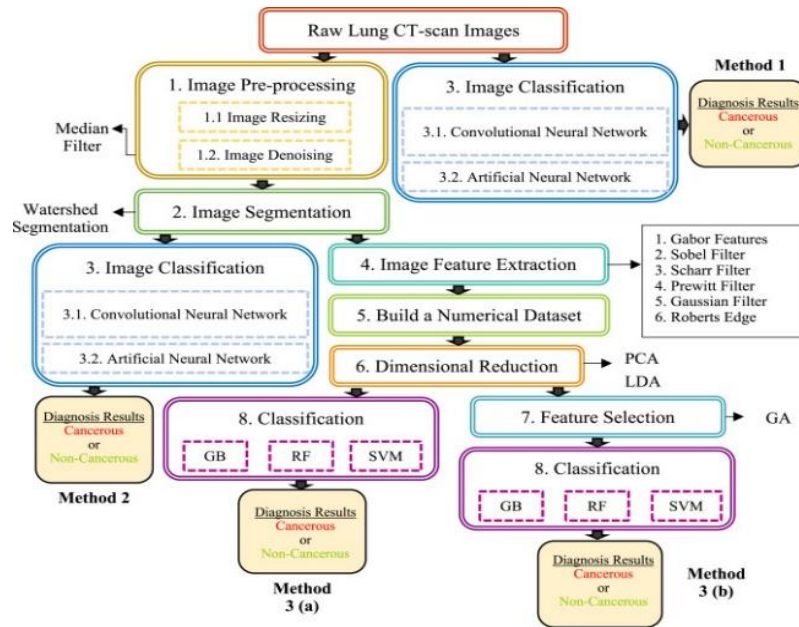 Raw Lung CT-scan Images
1. Image Pre-processing
1.1 Image Resizing
1.2. Image Denoising
Median
Filter
3. Image Classification
3.1. Convolutional Neural Network
3.2. Artificial Neural Network
Method 1
Diagnosis Results
Cancerous
or
Non-Cancerous
Watershed
Segmentation
2. Image Segmentation
3. Image Classification
3.1. Convolutional Neural Network
3.2. Artificial Neural Network
4. Image Feature Extraction
1. Gabor Features
2. Sobel Filter
3. Scharr Filter
4. Prewitt Filter
5. Gaussian Filter
6. Roberts Edge
5. Build a Numerical Dataset
6. Dimensional Reduction
PCA
LDA
Diagnosis Results
Cancerous
or
Non-Cancerous
Method 2
8. Classification
GB
RF
SVM
Diagnosis Results
Cancerous
or
Non-Cancerous
Method
3 (a)
7. Feature Selection
GA
8. Classification
GB
RF
SVM
Diagnosis Results
Cancerous
or
Non-Cancerous
Method
3 (b)